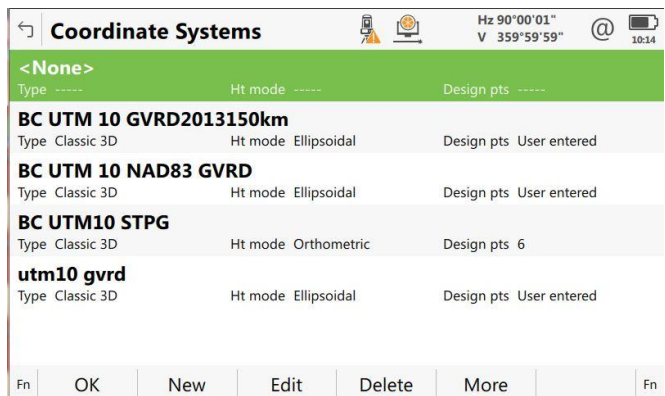 Coordinate Systems Hz 90°00'01" @
V 359°59'59" 10:14
<None>
Type ----- Ht mode ----- Design pts -----
BC UTM 10 GVRD2013150km
Type Classic 3D Ht mode Ellipsoidal Design pts User entered
BC UTM 10 NAD83 GVRD
Type Classic 3D Ht mode Ellipsoidal Design pts User entered
BC UTM10 STPG
Type Classic 3D Ht mode Orthometric Design pts 6
utm10 gvrd
Type Classic 3D Ht mode Ellipsoidal Design pts User entered
Fn OK New Edit Delete More Fn